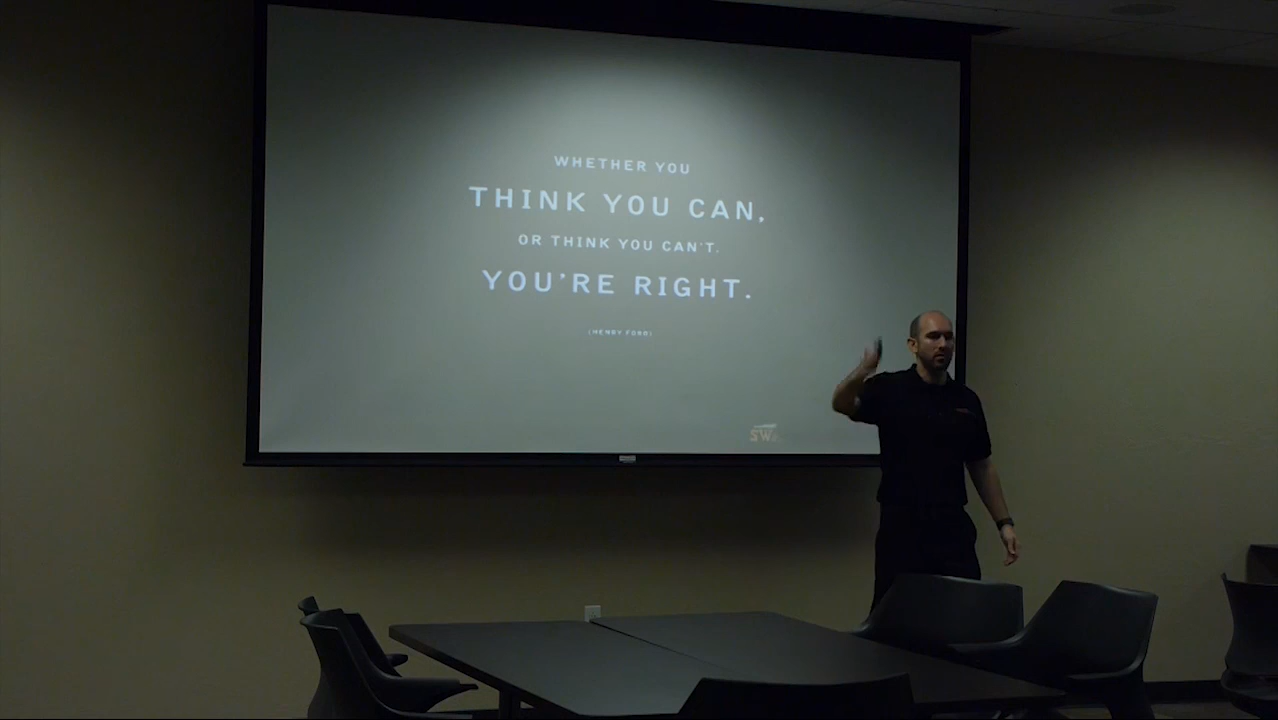 WHETHER YOU
THINK YOU CAN,
OR THINK YOU CAN'T.
YOU'RE RIGHT.
(HENRY FORD)